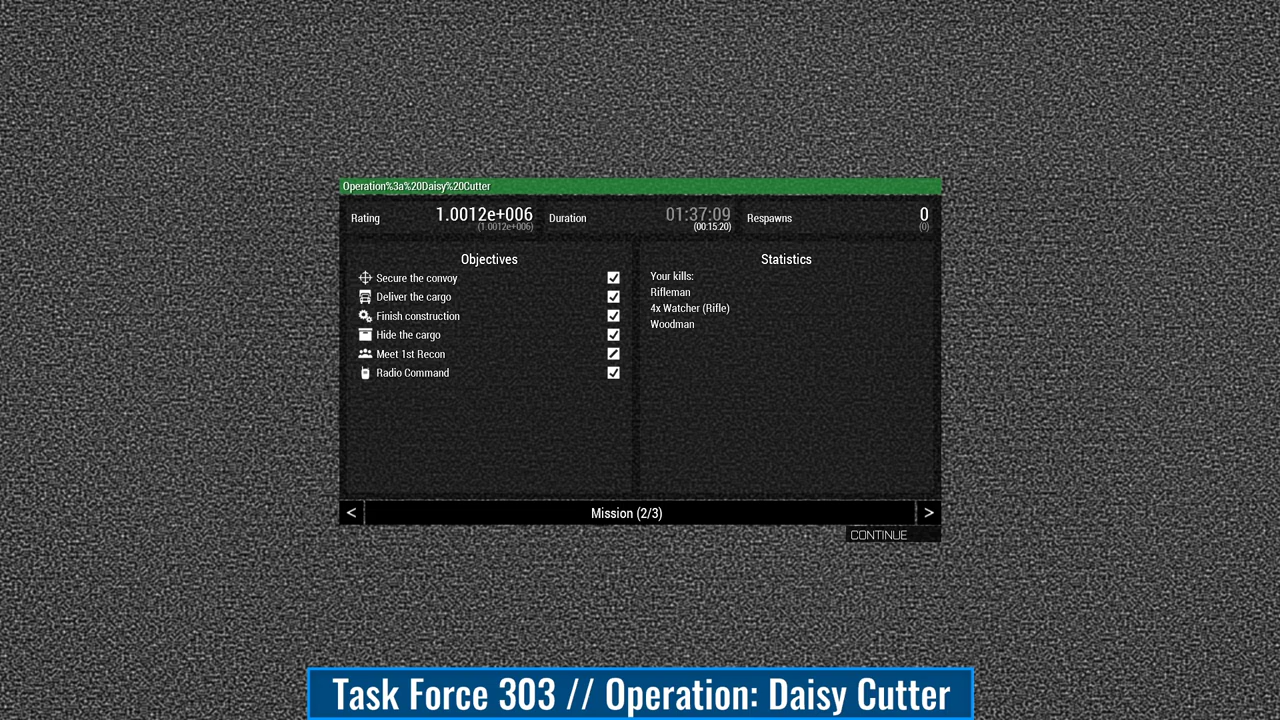 Operation%3a%20Daisy%20Cutter
Rating 1.0012e+006 Duration 01:37:09 Respawns 0
(1.0012e+006) (00:15:20) (0)
Objectives
Secure the convoy
Deliver the cargo
Finish construction
Hide the cargo
Meet 1st Recon
Radio Command
Statistics
Your kills:
Rifleman
4x Watcher (Rifle)
Woodman
< Mission (2/3) >
CONTINUE
Task Force 303 // Operation: Daisy Cutter